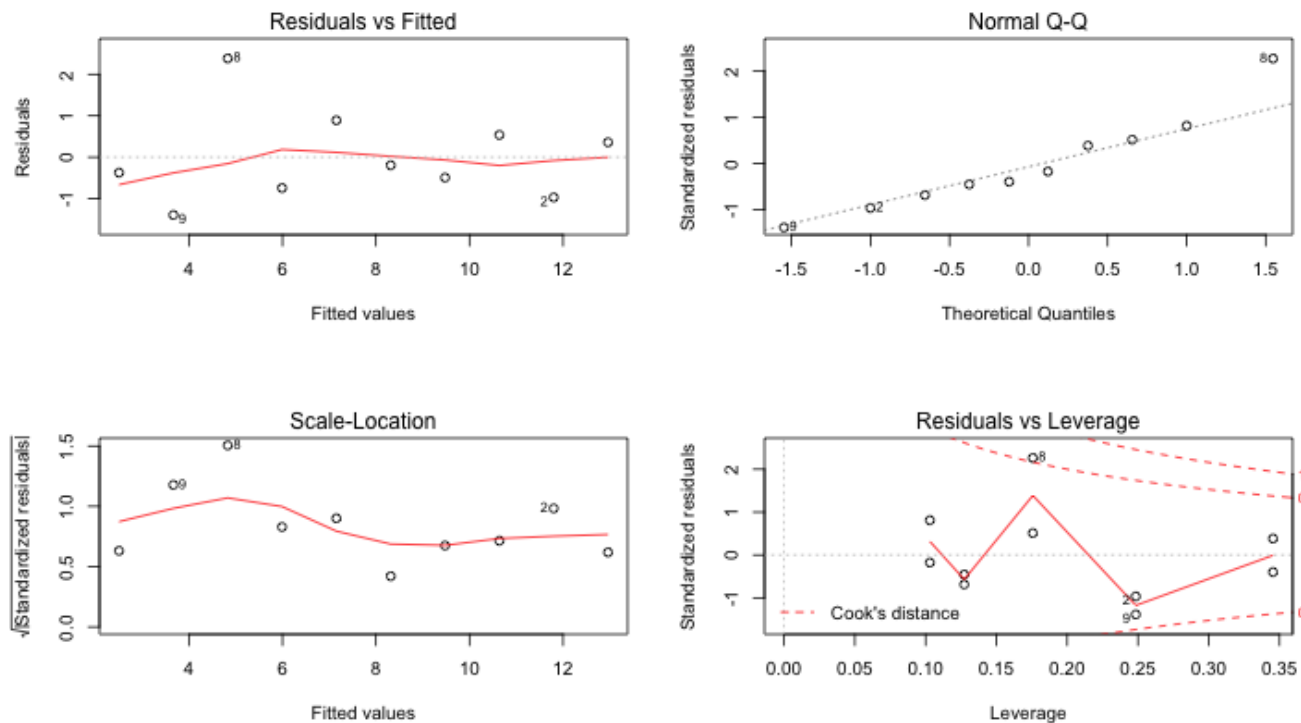 Residuals vs Fitted
Residuals
2
1
0
-1
8
9
2
4 6 8 10 12
Fitted values
Normal Q-Q
Standardized residuals
2
1
0
-1
8
2
9
-1.5 -1.0 -0.5 0.0 0.5 1.0 1.5
Theoretical Quantiles
Scale-Location
√|Standardized residuals|
1.5
1.0
0.5
0.0
8
9
2
4 6 8 10 12
Fitted values
Residuals vs Leverage
Standardized residuals
2
1
0
-1
8
2
9
Cook's distance
0.00 0.05 0.10 0.15 0.20 0.25 0.30 0.35
Leverage